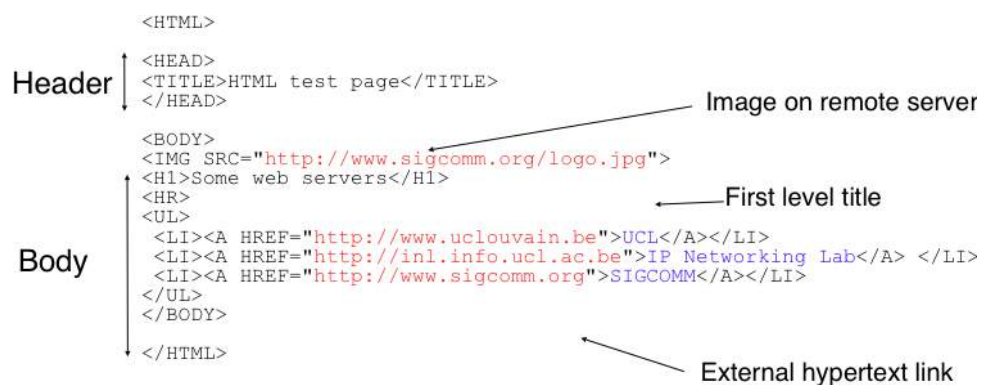 <HTML>
<HEAD>
Header
<TITLE>HTML test page</TITLE>
</HEAD>
Image on remote server
<BODY>
<IMG SRC="http://www.sigcomm.org/logo.jpg">
<H1>Some web servers</H1>
<HR>
First level title
<UL>
<LI><A HREF="http://www.uclouvain.be">UCL</A></LI>
Body
<LI><A HREF="http://inl.info.ucl.ac.be">IP Networking Lab</A> </LI>
<LI><A HREF="http://www.sigcomm.org">SIGCOMM</A></LI>
</UL>
</BODY>
</HTML>
External hypertext link